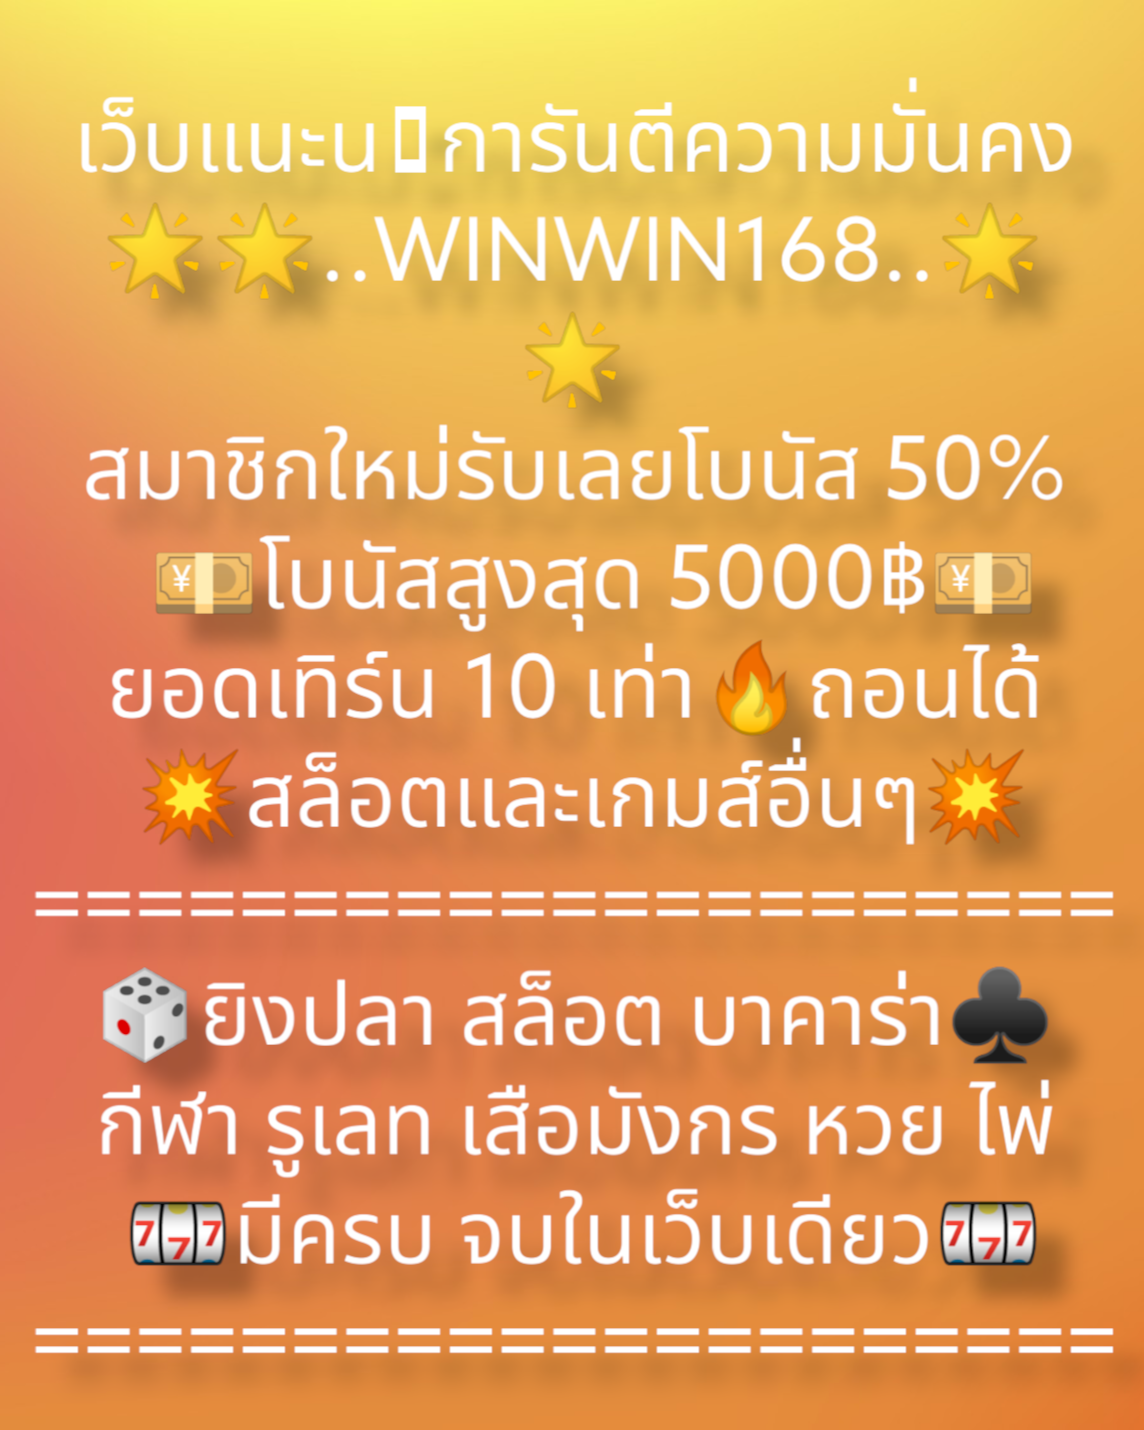 เว็บแนะน▯การันตีความมั่นคง
🌟🌟..WINWIN168..🌟
🌟
สมาชิกใหม่รับเลยโบนัส 50%
💴โบนัสสูงสุด 5000฿💴
ยอดเทิร์น 10 เท่า🔥ถอนได้
💥สล็อตและเกมส์อื่นๆ💥
=====================
🎲ยิงปลา สล็อต บาคาร่า♣️
กีฬา รูเลท เสือมังกร หวย ไพ่
🎰มีครบ จบในเว็บเดียว🎰
=====================